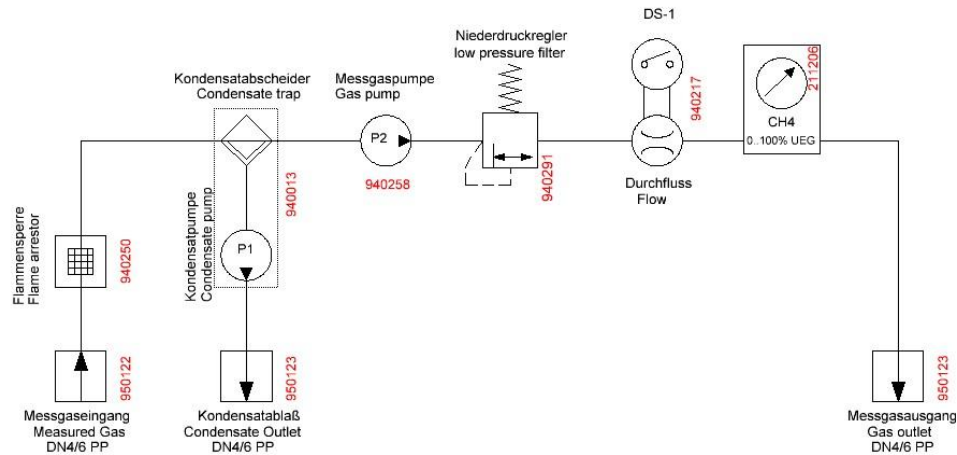 DS-1
Niederdruckregler
low pressure filter
940217
211206
Kondensatabscheider
Condensate trap
Messgaspumpe
Gas pump
P2
CH4
0..100% UEG
940258
940291
Durchfluss
Flow
940013
Kondensatpumpe
Condensate pump
P1
Flammensperre
Flame arrestor
940250
950122
950123
950123
Messgaseingang
Measured Gas
DN4/6 PP
Kondensatablaß
Condensate Outlet
DN4/6 PP
Messgasausgang
Gas outlet
DN4/6 PP